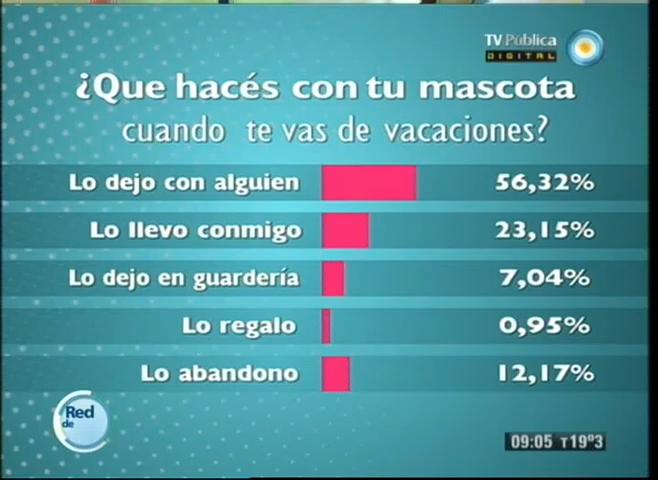 TV Pública
DIGITAL
¿Que hacés con tu mascota
cuando te vas de vacaciones?
Lo dejo con alguien 56,32%
Lo llevo conmigo 23,15%
Lo dejo en guardería 7,04%
Lo regalo 0,95%
Lo abandono 12,17%
Red
de
09:05 T19º3